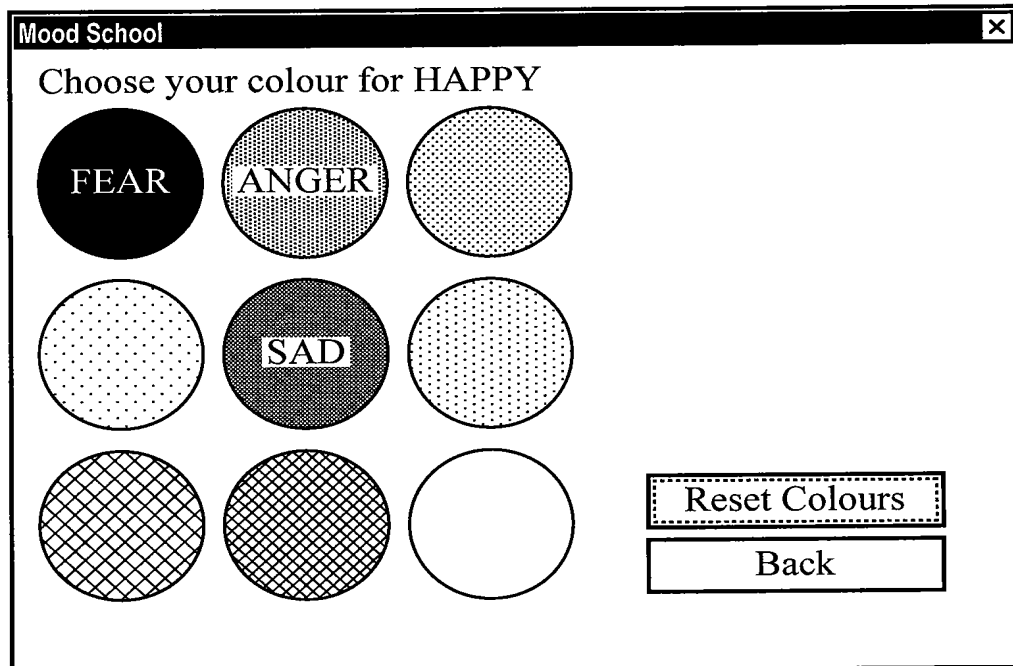 Mood School
Choose your colour for HAPPY
FEAR ANGER
SAD
Reset Colours
Back